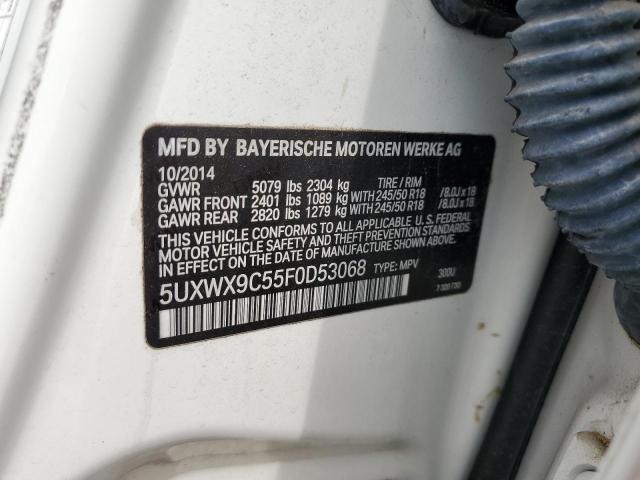 MFD BY BAYERISCHE MOTOREN WERKE AG
10/2014
GVWR 5079 lbs 2304 kg TIRE / RIM
GAWR FRONT 2401 lbs 1089 kg WITH 245/50 R18 /8.0J x 18
GAWR REAR 2820 lbs 1279 kg WITH 245/50 R18 /8.0J x 18
THIS VEHICLE CONFORMS TO ALL APPLICABLE U.S. FEDERAL
MOTOR VEHICLE SAFETY AND THEFT PREVENTION STANDARDS
IN EFFECT ON THE DATE OF MANUFACTURE SHOWN ABOVE.
5UXWX9C55F0D53068 TYPE: MPV 300U